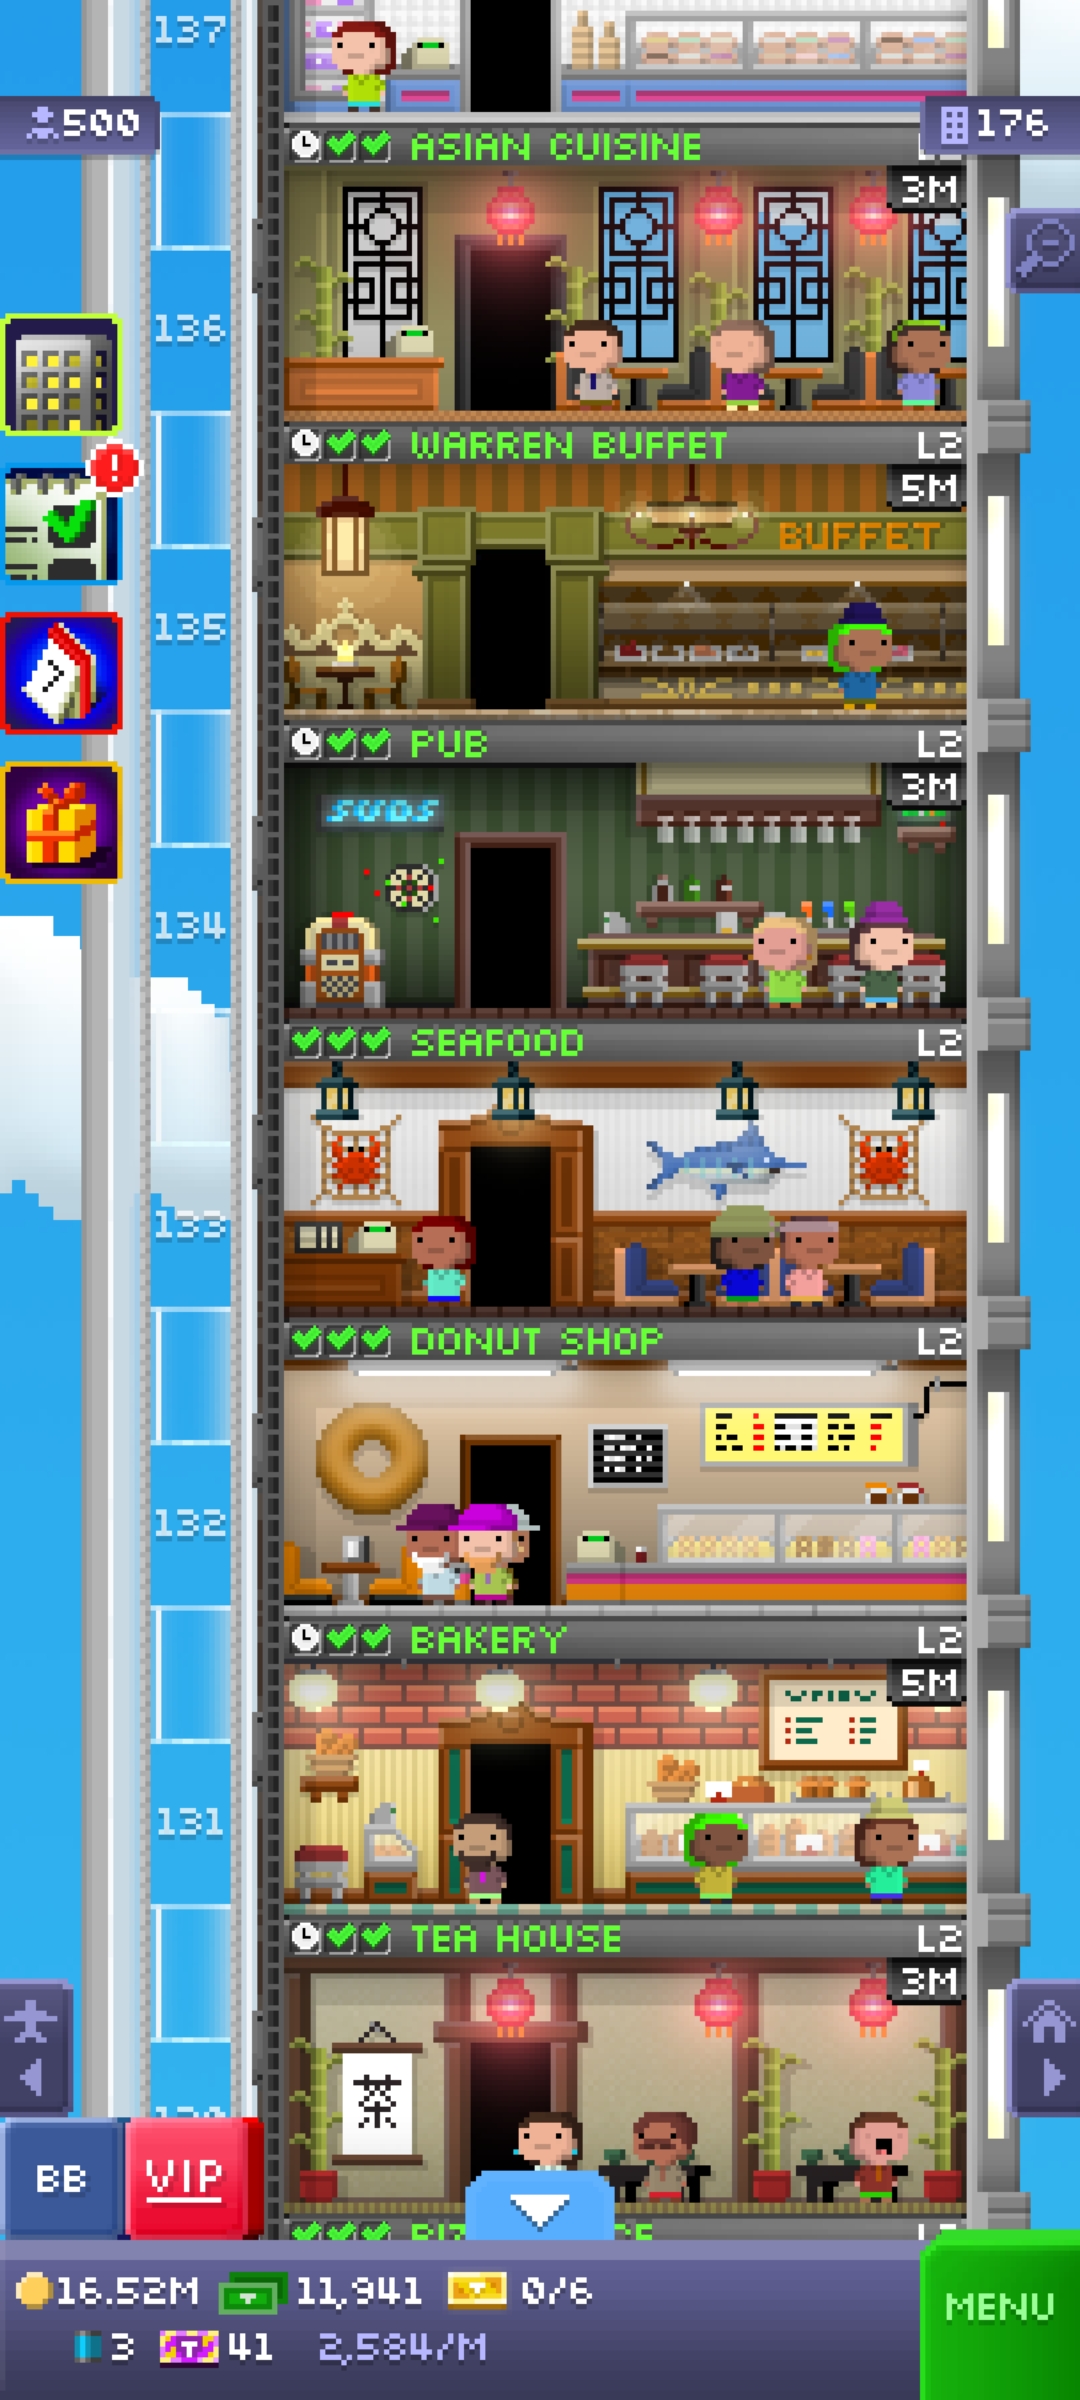 137
500
176
ASIAN CUISINE
3M
136
WARREN BUFFET L2
5M
BUFFET
135
PUB L2
3M
SUDS
134
SEAFOOD L2
133
DONUT SHOP L2
132
BAKERY L2
5M
131
TEA HOUSE L2
3M
茶
BB
VIP
16.52M 11,941 0/6
MENU
3 41 2,584/M